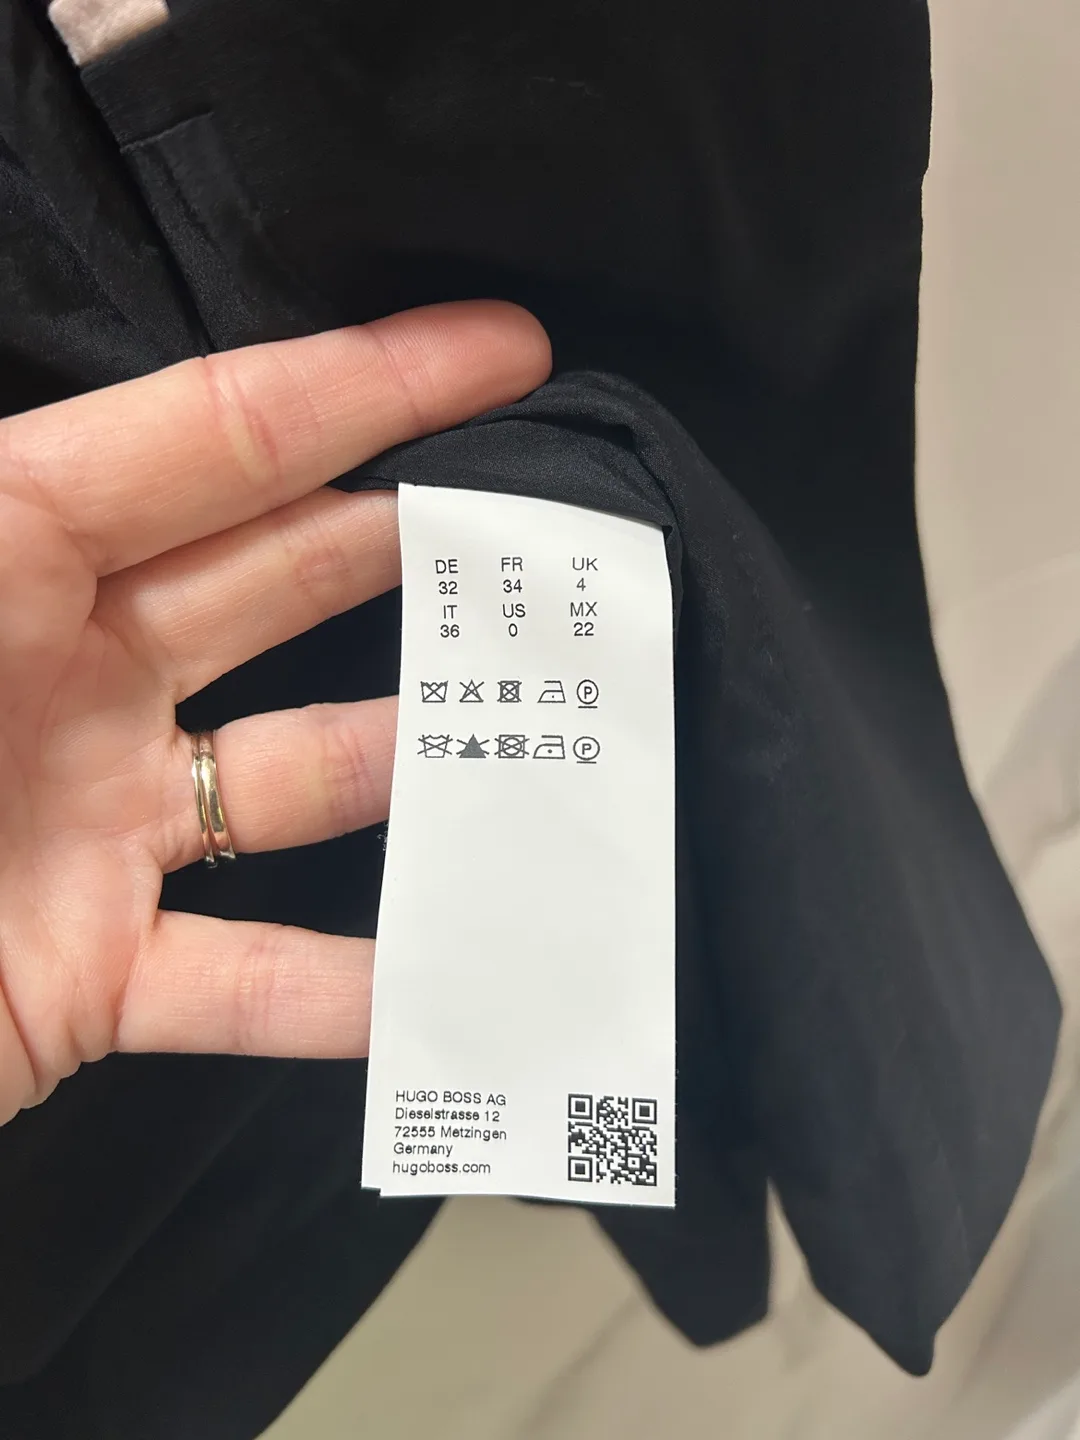 DE FR UK
32 34 4
IT US MX
36 0 22
P
P
HUGO BOSS AG
Dieselstrasse 12
72555 Metzingen
Germany
hugoboss.com